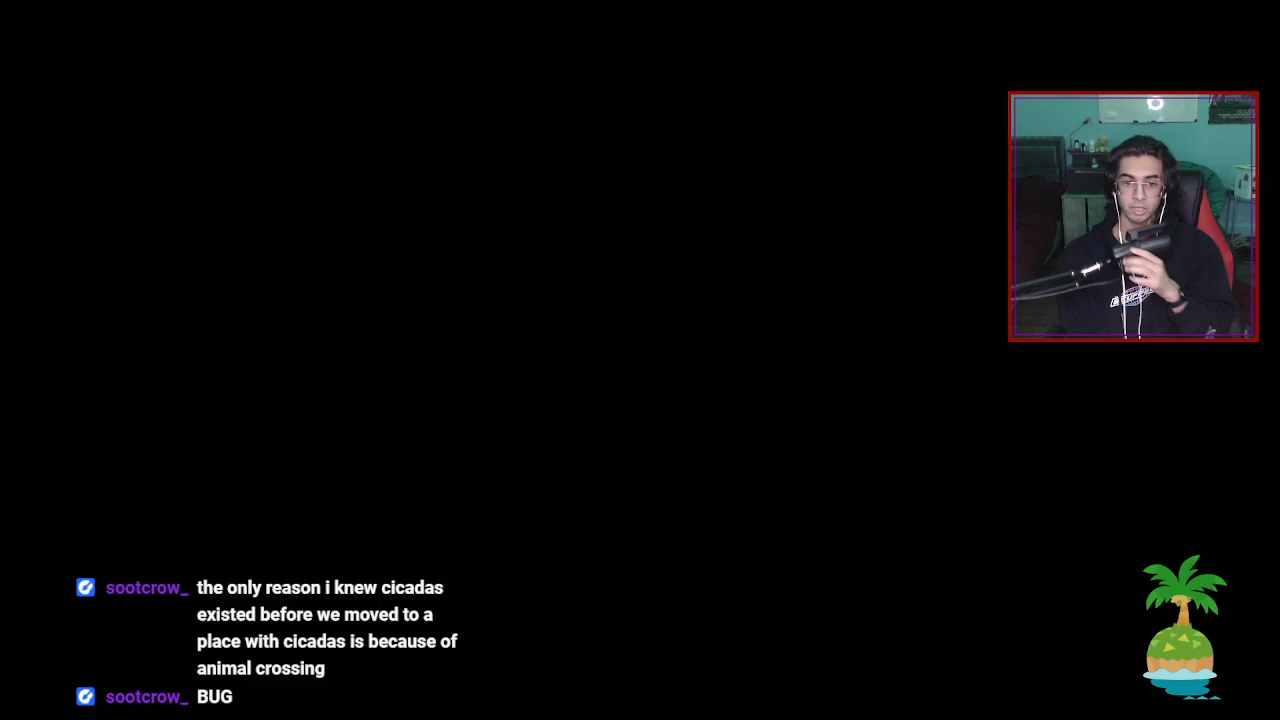 sootcrow_ the only reason i knew cicadas
existed before we moved to a
place with cicadas is because of
animal crossing
sootcrow_ BUG